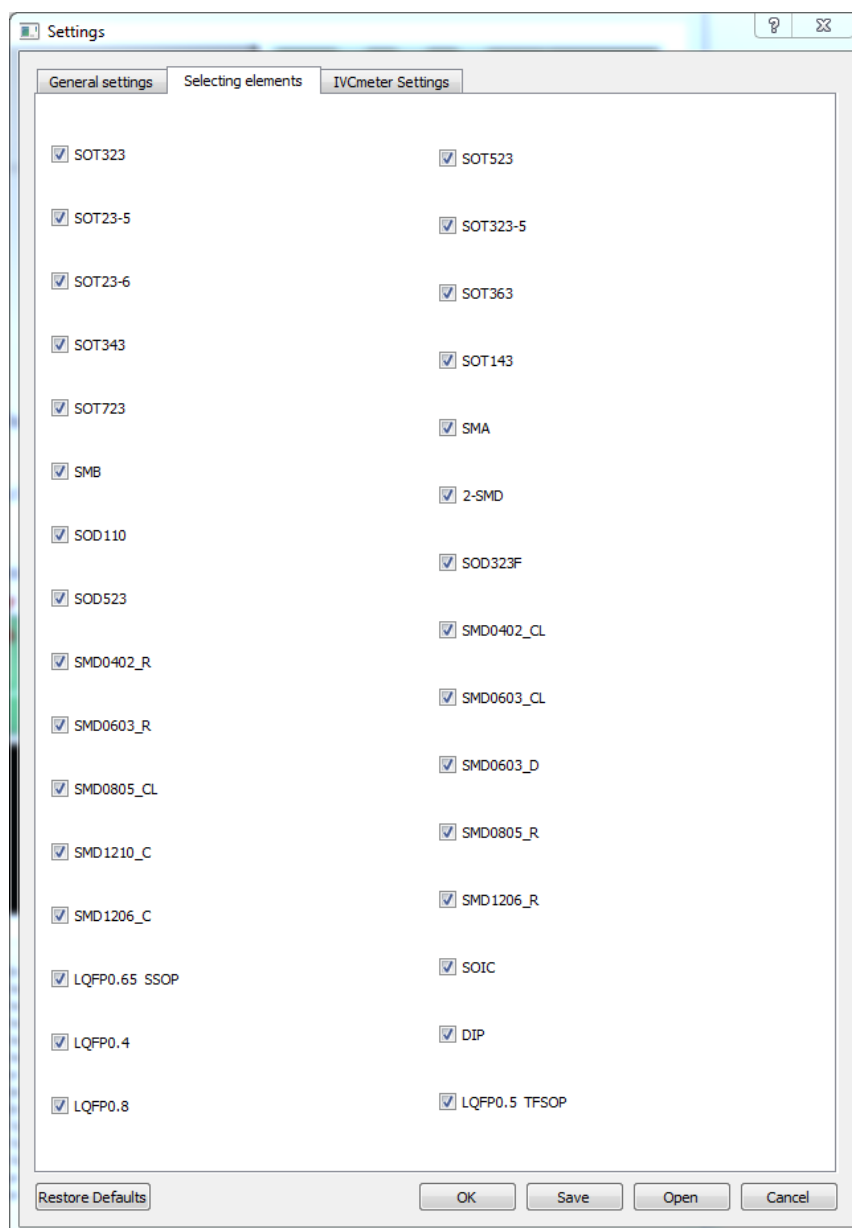 Settings
General settings Selecting elements IVCmeter Settings
SOT323 SOT523
SOT23-5 SOT323-5
SOT23-6 SOT363
SOT343 SOT143
SOT723 SMA
SMB 2-SMD
SOD110 SOD323F
SOD523 SMD0402_CL
SMD0402_R SMD0603_CL
SMD0603_R SMD0603_D
SMD0805_CL SMD0805_R
SMD1210_C SMD1206_R
SMD1206_C SOIC
LQFP0.65 SSOP DIP
LQFP0.4 LQFP0.5 TFSOP
LQFP0.8
Restore Defaults OK Save Open Cancel